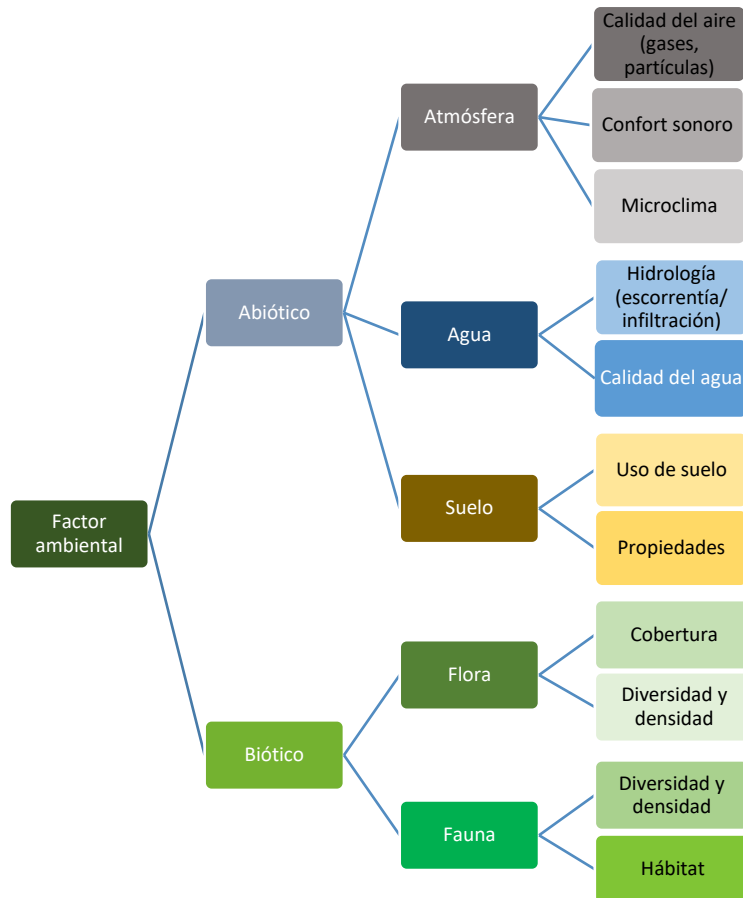 Calidad del aire
(gases,
partículas)
Atmósfera
Confort sonoro
Microclima
Hidrología
(escorrentía/
infiltración)
Abiótico
Agua
Calidad del agua
Uso de suelo
Suelo
Factor
ambiental
Propiedades
Cobertura
Flora
Diversidad y
densidad
Biótico
Diversidad y
densidad
Fauna
Hábitat